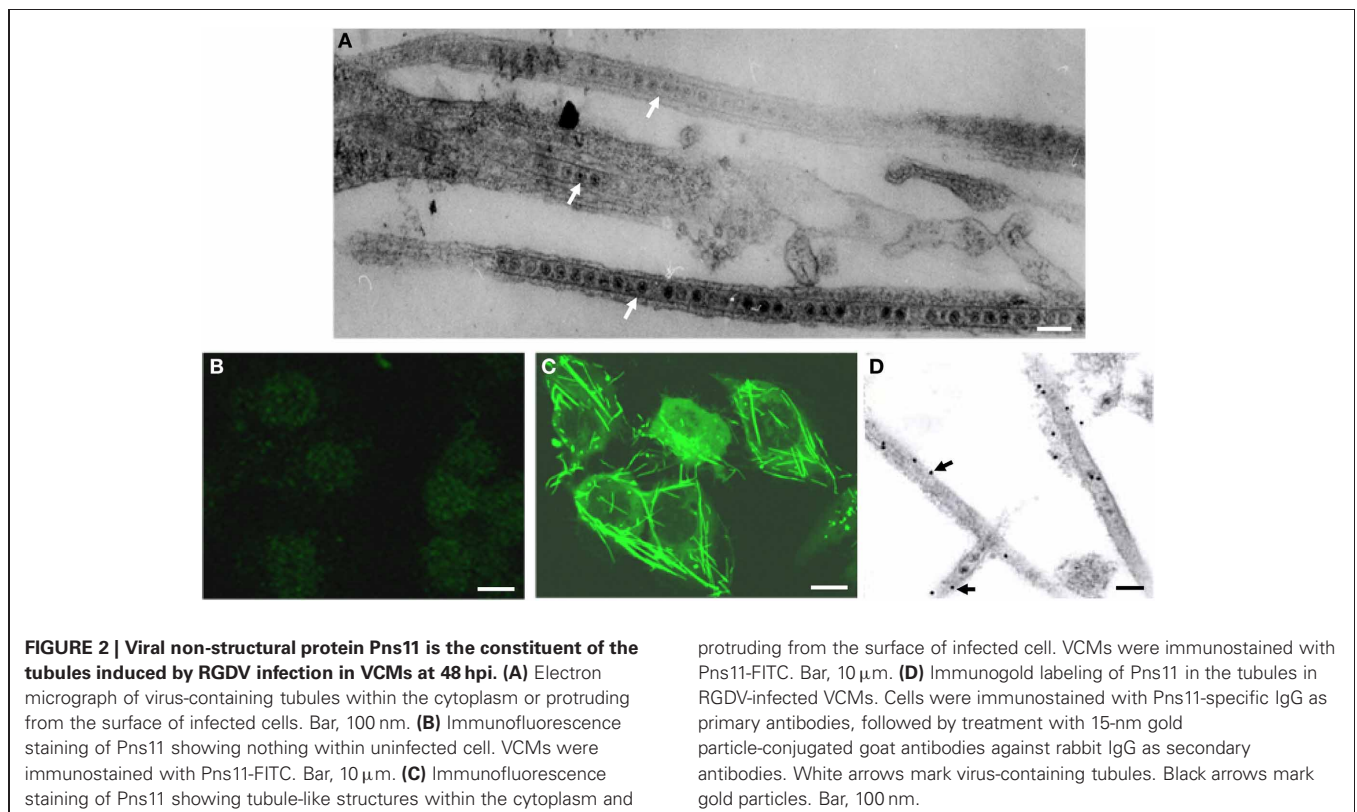 A
B
C
D
FIGURE 2 | Viral non-structural protein Pns11 is the constituent of the
tubules induced by RGDV infection in VCMs at 48 hpi. (A) Electron
micrograph of virus-containing tubules within the cytoplasm or protruding
from the surface of infected cells. Bar, 100 nm. (B) Immunofluorescence
staining of Pns11 showing nothing within uninfected cell. VCMs were
immunostained with Pns11-FITC. Bar, 10 μm. (C) Immunofluorescence
staining of Pns11 showing tubule-like structures within the cytoplasm and
protruding from the surface of infected cell. VCMs were immunostained with
Pns11-FITC. Bar, 10 μm. (D) Immunogold labeling of Pns11 in the tubules in
RGDV-infected VCMs. Cells were immunostained with Pns11-specific IgG as
primary antibodies, followed by treatment with 15-nm gold
particle-conjugated goat antibodies against rabbit IgG as secondary
antibodies. White arrows mark virus-containing tubules. Black arrows mark
gold particles. Bar, 100 nm.